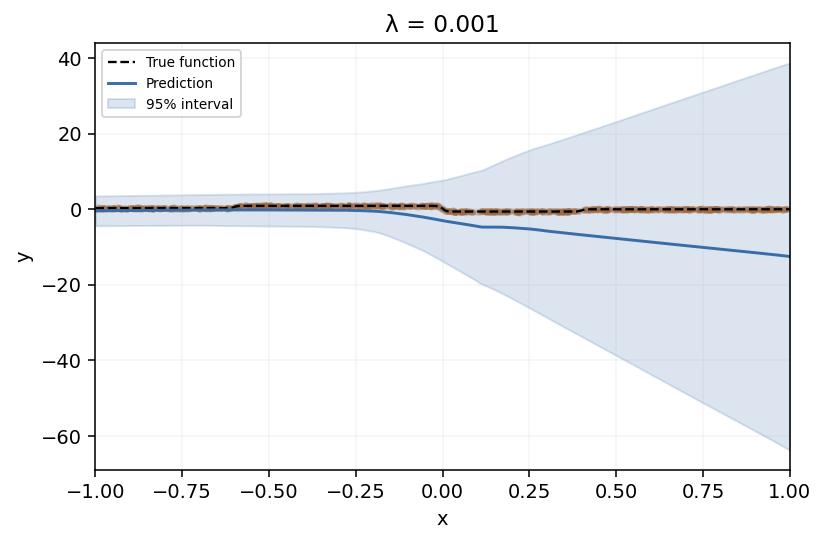 λ = 0.001
True function
Prediction
95% interval
40
20
0
−20
−40
−60
y
−1.00 −0.75 −0.50 −0.25 0.00 0.25 0.50 0.75 1.00
x